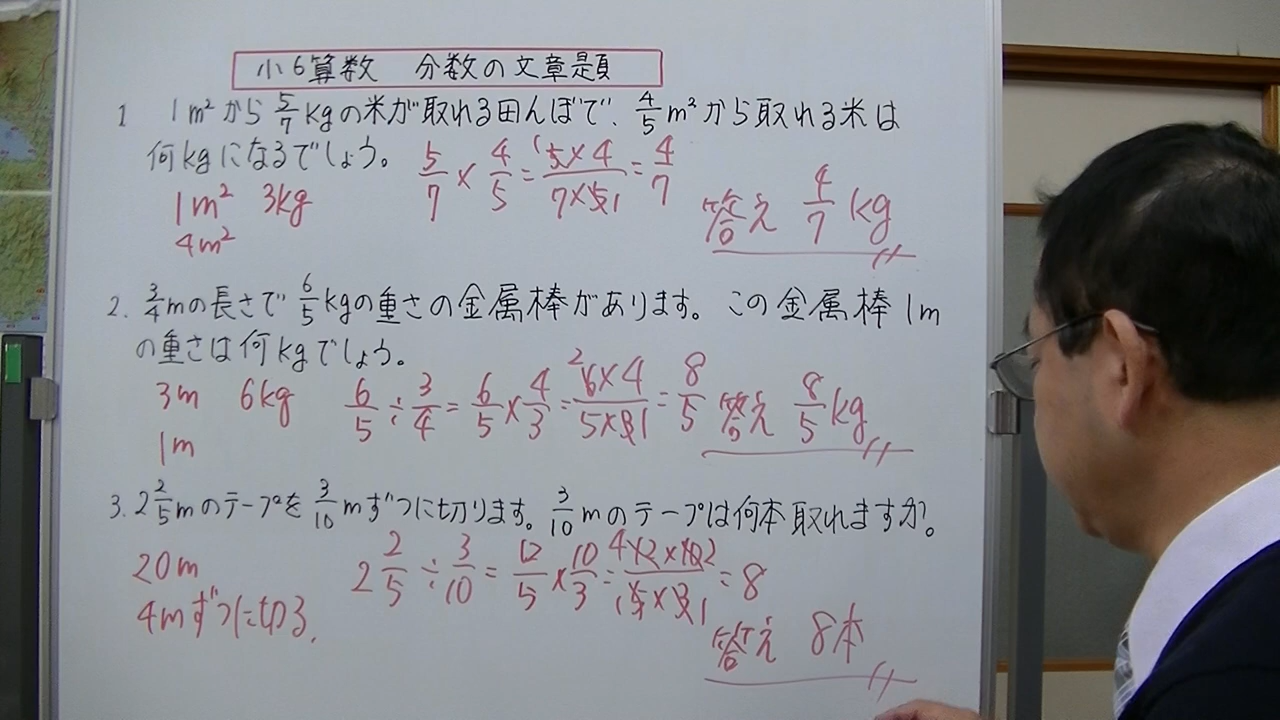 小6算数 分数の文章題
1 1m²から5/7kgの米が取れる田んぼで、4/5m²から取れる米は
何kgになるでしょう。
5/7 × 4/5 = 5×4/7×5 = 4/7
1m² 3kg
4m²
答え 4/7 kg
2. 3/4mの長さで6/5kgの重さの金属棒があります。この金属棒1m
の重さは何kgでしょう。
3m 6kg
1m
6/5 ÷ 3/4 = 6/5 × 4/3 = 6×4/5×3 = 8/5
答え 8/5 kg
3. 2 2/5mのテープを3/10mずつに切ります。3/10mのテープは何本取れますか。
20m
4mずつに切る.
2 2/5 ÷ 3/10 = 12/5 × 10/3 = 12×10/5×3 = 8
答え 8本